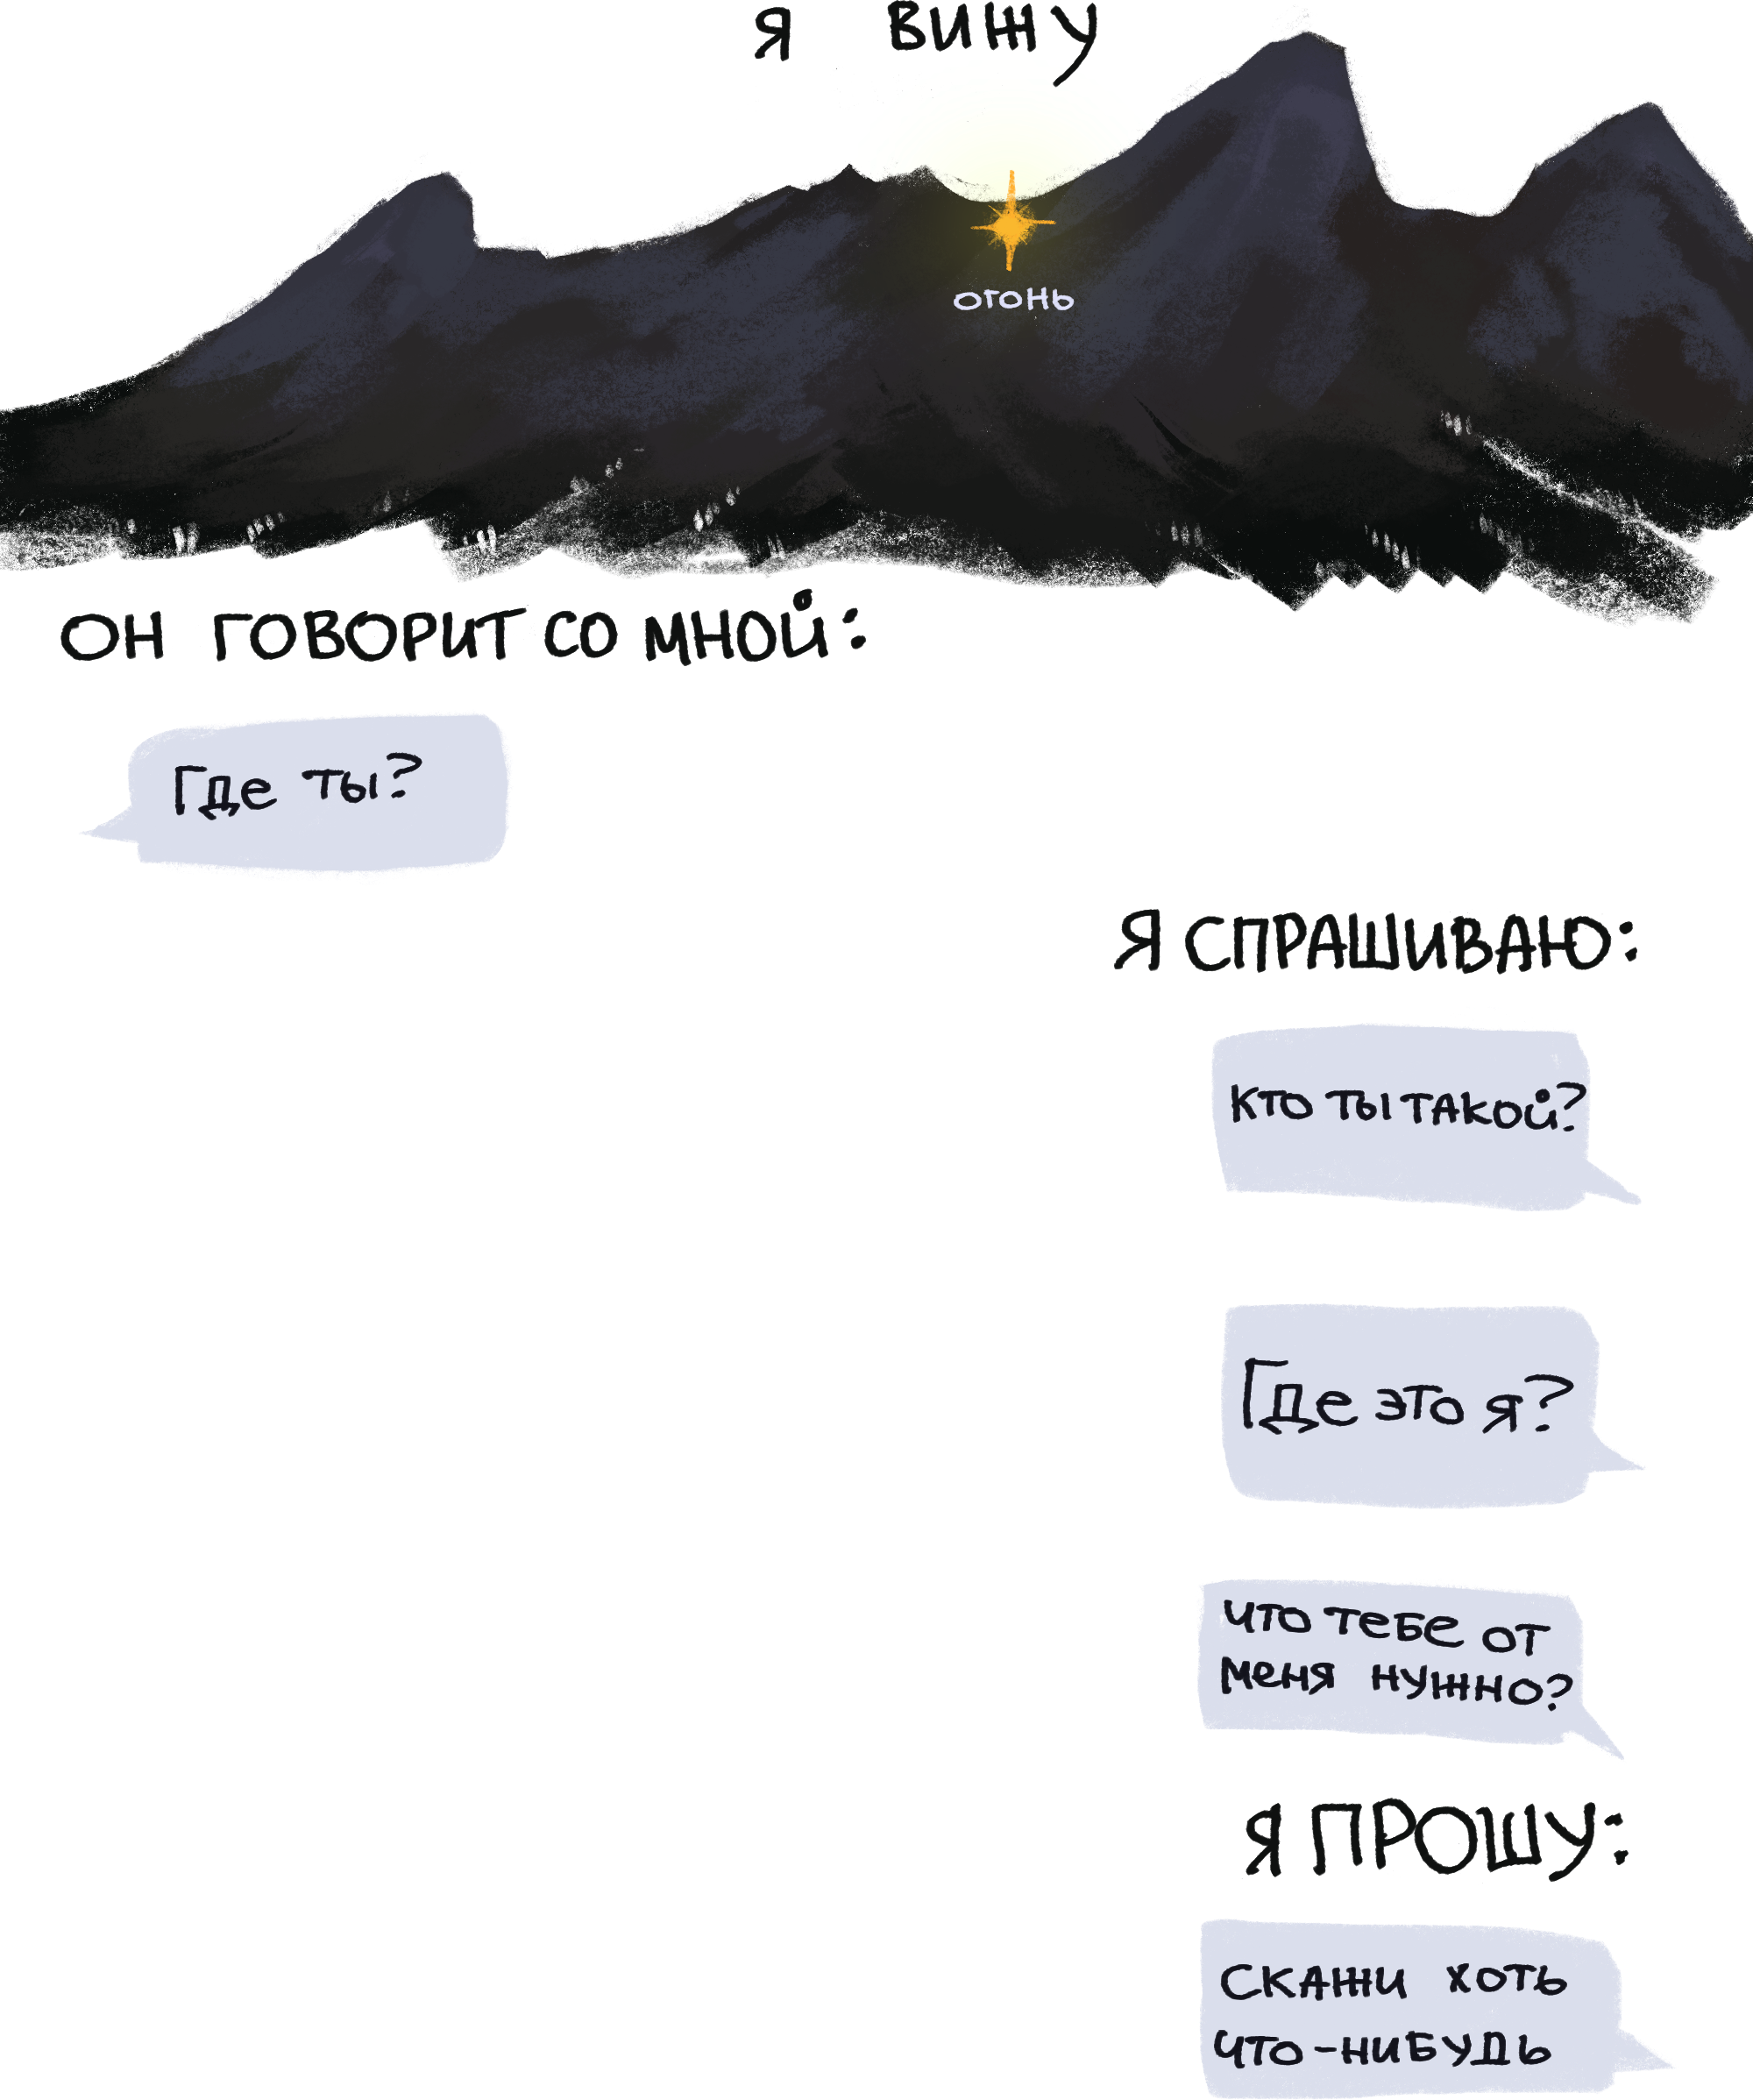 Я ВИЖУ
огонь
ОН ГОВОРИТ СО МНОЙ:
Где ты?
Я СПРАШИВАЮ:
Кто ты такой?
Где это я?
Что тебе от
меня нужно?
Я ПРОШУ:
Скажи хоть
что-нибудь